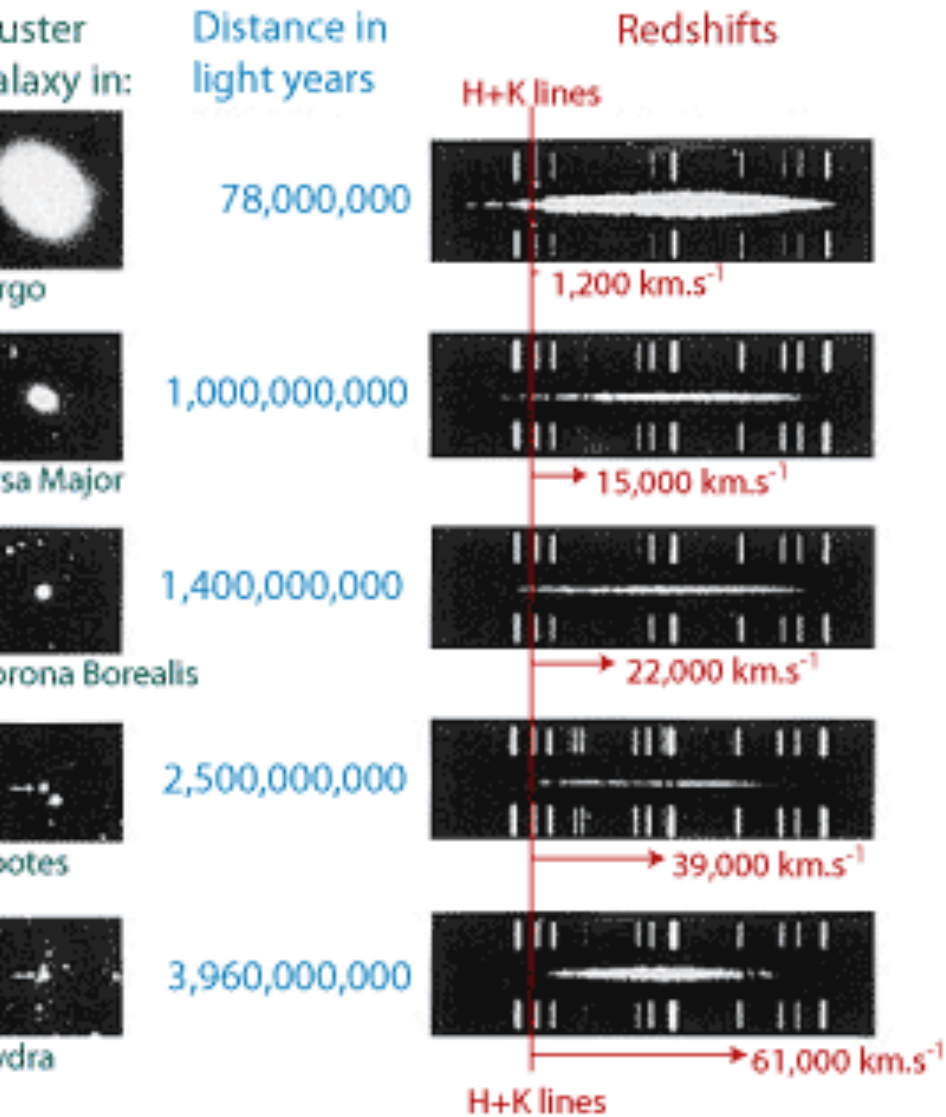 uster
alaxy in:
Distance in
light years
Redshifts
H+K lines
78,000,000
1,200 km.s⁻¹
rgo
1,000,000,000
15,000 km.s⁻¹
sa Major
1,400,000,000
22,000 km.s⁻¹
orona Borealis
2,500,000,000
39,000 km.s⁻¹
ootes
3,960,000,000
61,000 km.s⁻¹
ydra
H+K lines